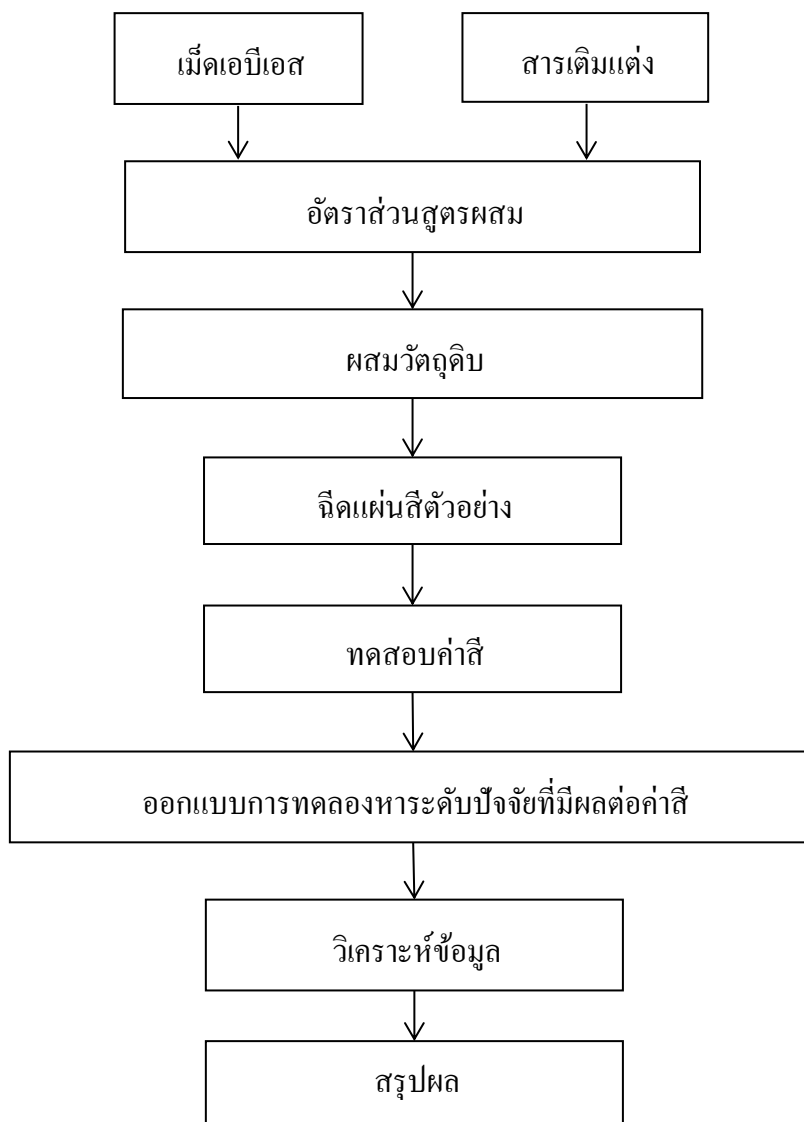 เม็ดเอบีเอส
สารเติมแต่ง
อัตราส่วนสูตรผสม
ผสมวัตถุดิบ
ฉีดแผ่นสีตัวอย่าง
ทดสอบค่าสี
ออกแบบการทดลองหาระดับปัจจัยที่มีผลต่อค่าสี
วิเคราะห์ข้อมูล
สรุปผล